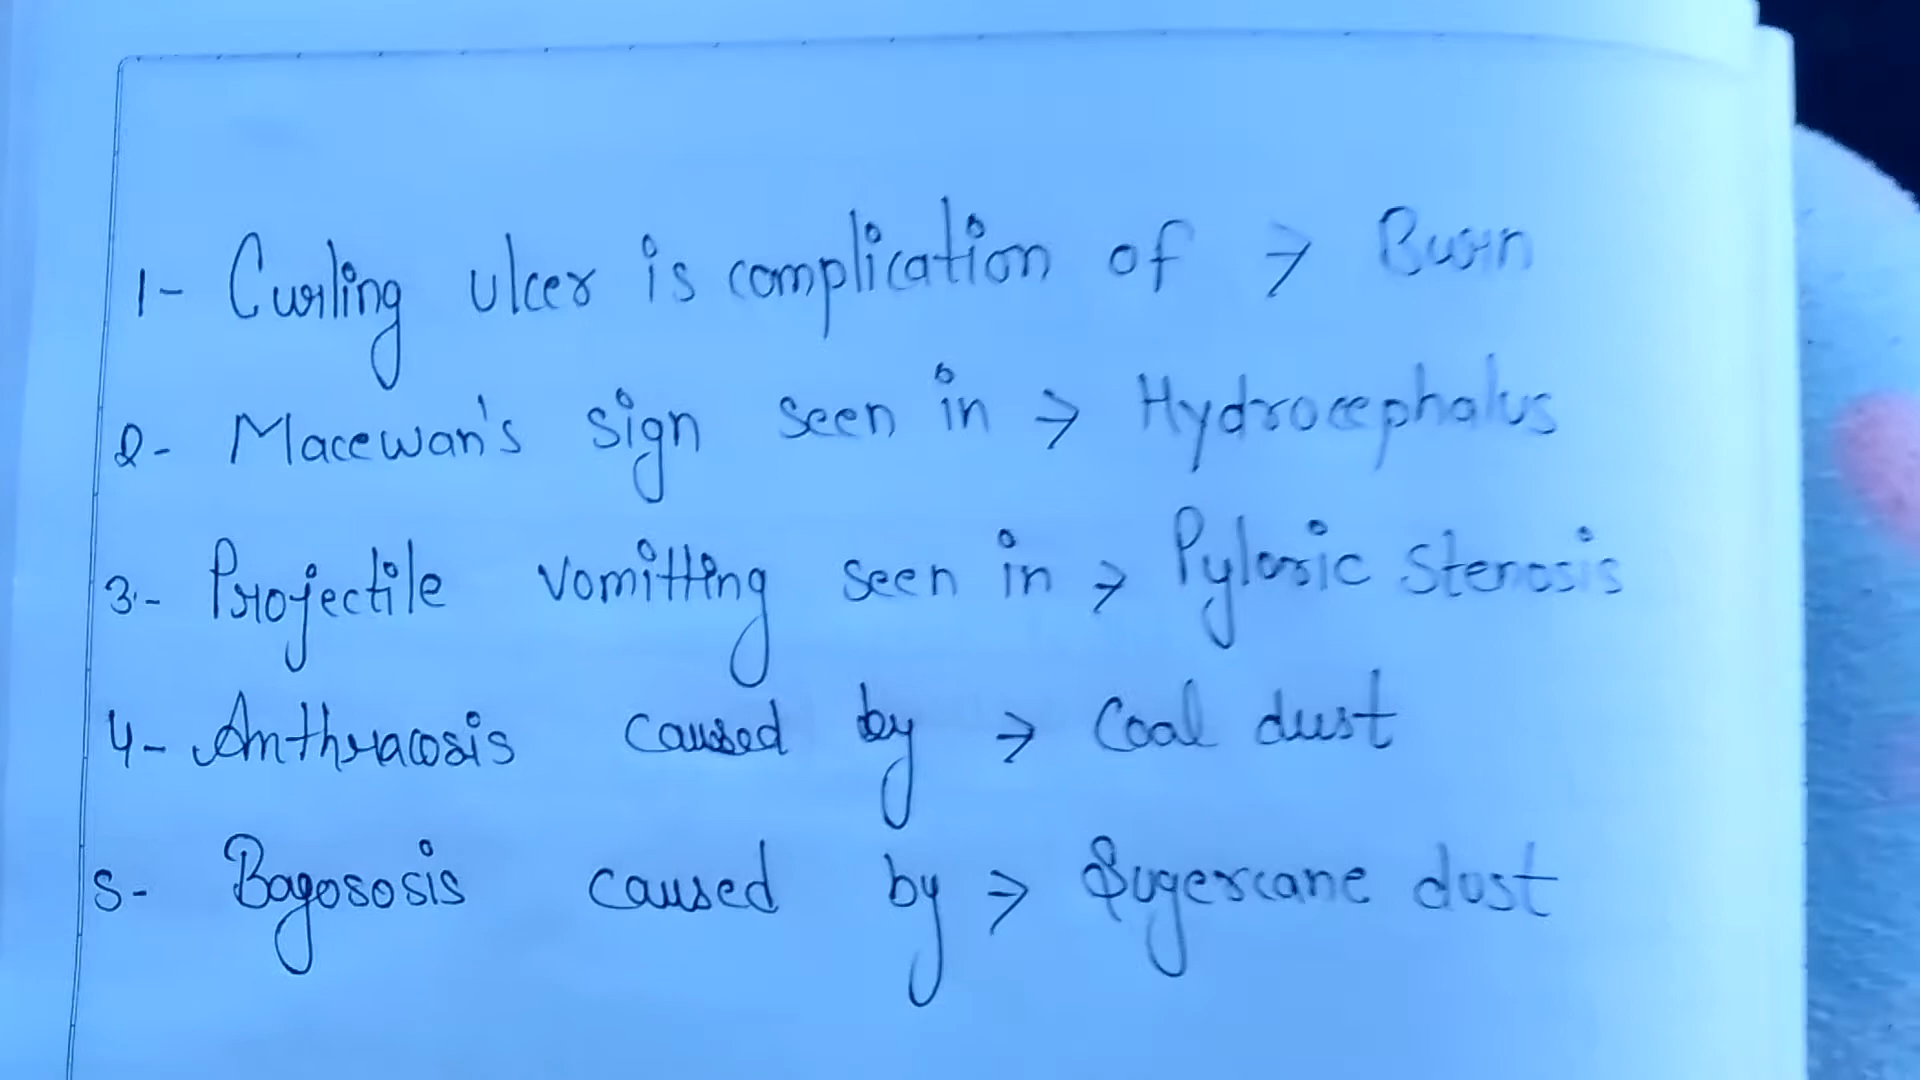 1- Curling ulcer is complication of → Burn
2- Macewan's sign seen in → Hydrocephalus
3- Projectile vomitting seen in → Pyloric Stenosis
4- Anthracosis caused by → Coal dust
5- Bagososis caused by → Sugercane dust